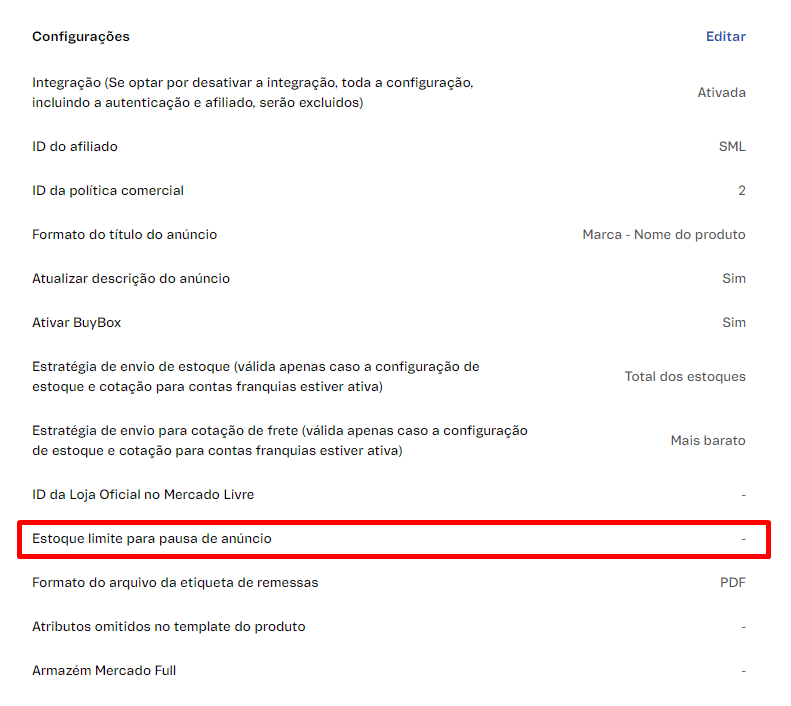 Configurações
Editar
Integração (Se optar por desativar a integração, toda a configuração,
incluindo a autenticação e afiliado, serão excluidos)
Ativada
ID do afiliado
SML
ID da política comercial
2
Formato do título do anúncio
Marca - Nome do produto
Atualizar descrição do anúncio
Sim
Ativar BuyBox
Sim
Estratégia de envio de estoque (válida apenas caso a configuração de
estoque e cotação para contas franquias estiver ativa)
Total dos estoques
Estratégia de envio para cotação de frete (válida apenas caso a configuração
de estoque e cotação para contas franquias estiver ativa)
Mais barato
ID da Loja Oficial no Mercado Livre
-
Estoque limite para pausa de anúncio
-
Formato do arquivo da etiqueta de remessas
PDF
Atributos omitidos no template do produto
-
Armazém Mercado Full
-